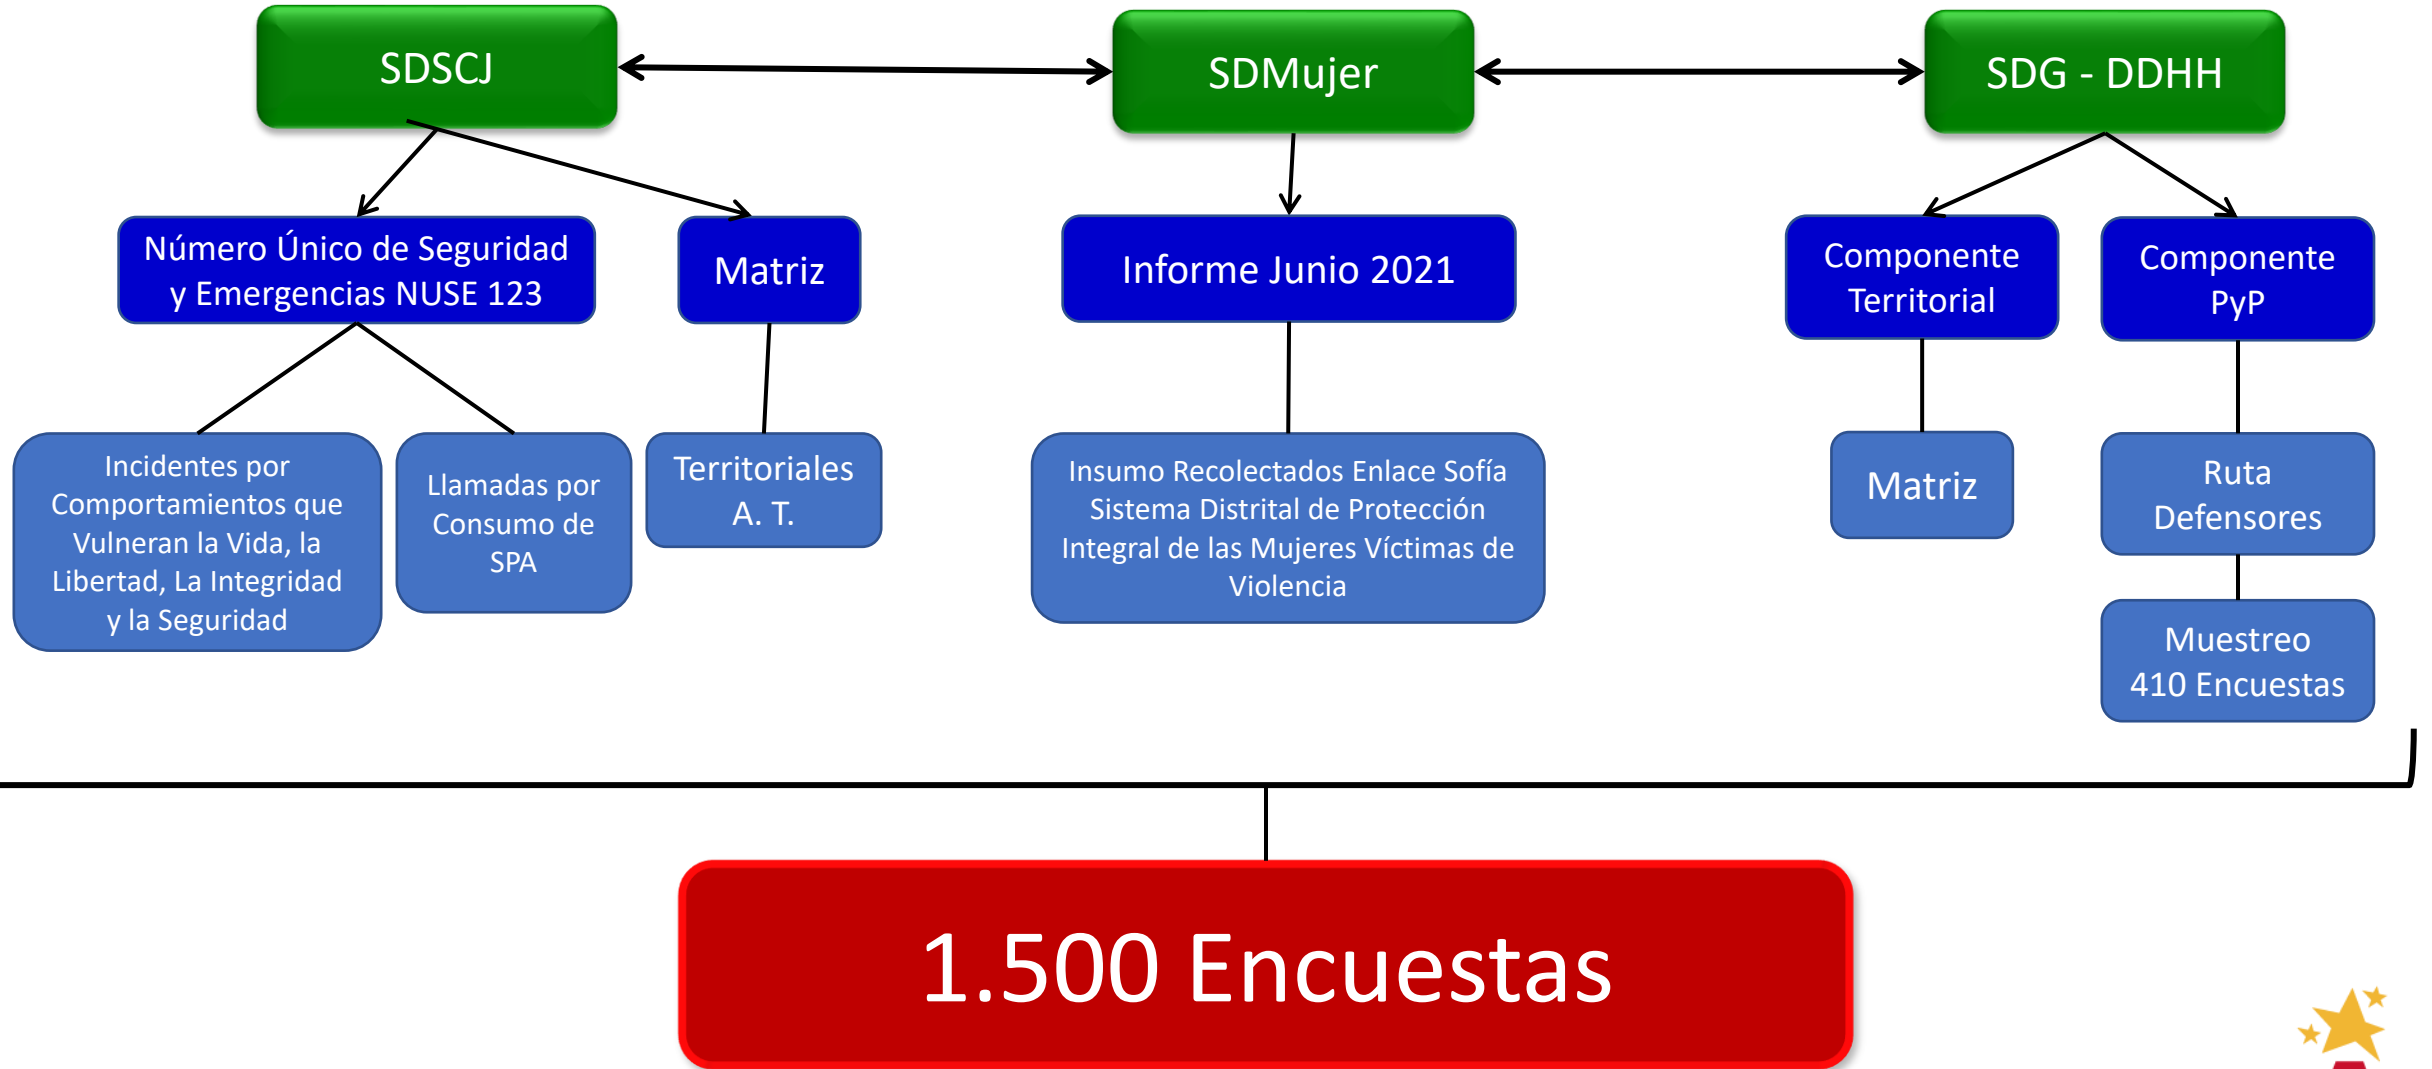 SDSCJ
SDMujer
SDG - DDHH
Número Único de Seguridad
y Emergencias NUSE 123
Matriz
Informe Junio 2021
Componente
Territorial
Componente
PyP
Incidentes por
Comportamientos que
Vulneran la Vida, la
Libertad, La Integridad
y la Seguridad
Llamadas por
Consumo de
SPA
Territoriales
A. T.
Insumo Recolectados Enlace Sofía
Sistema Distrital de Protección
Integral de las Mujeres Víctimas de
Violencia
Matriz
Ruta
Defensores
Muestreo
410 Encuestas
1.500 Encuestas